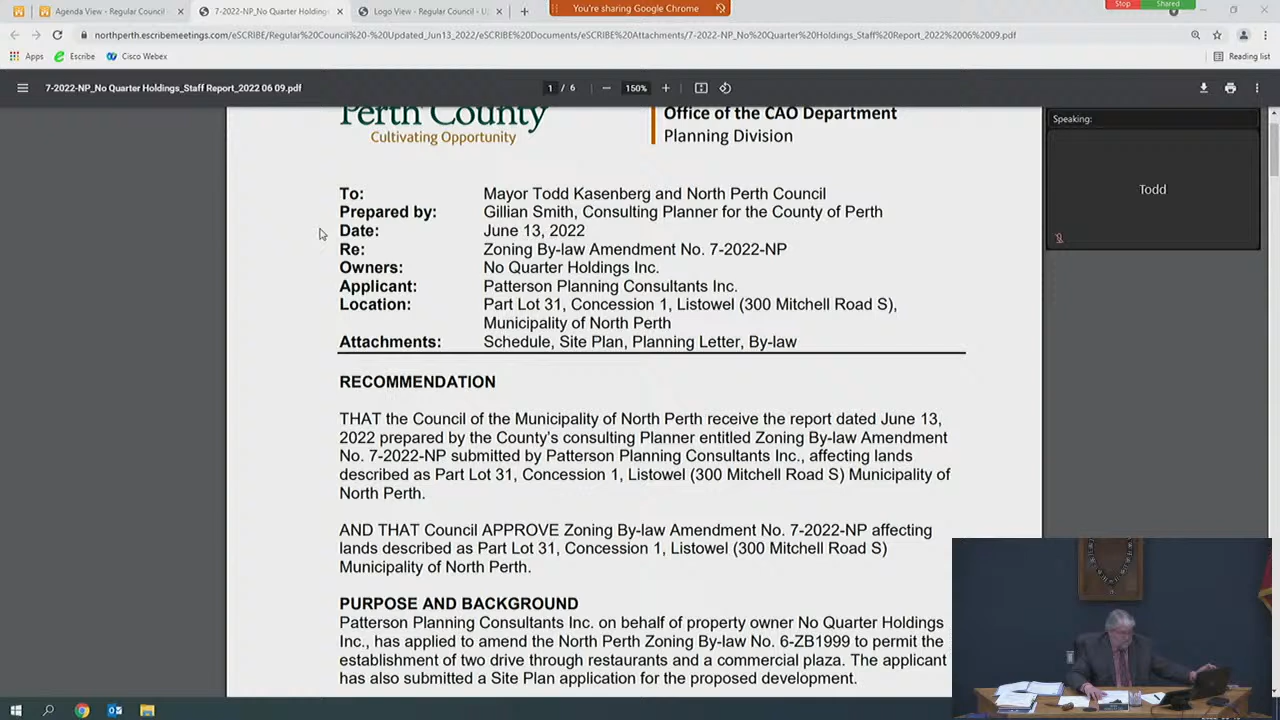 Agenda View - Regular Council
7-2022-NP_No Quarter Holdings
Logo View - Regular Council - U
You're sharing Google Chrome
Stop
Shared
northperth.escribemeetings.com/eSCRIBE/Regular%20Council%20-%20Updated_Jun13_2022/eSCRIBE%20Documents/eSCRIBE%20Attachments/7-2022-NP_No%20Quarter%20Holdings_Staff%20Report_2022%2006%2009.pdf
Apps
Escribe
Cisco Webex
Reading list
7-2022-NP_No Quarter Holdings_Staff Report_2022 06 09.pdf
1 / 6
150%
Perth County
Cultivating Opportunity
Office of the CAO Department
Planning Division
Speaking:
Todd
To: Mayor Todd Kasenberg and North Perth Council
Prepared by: Gillian Smith, Consulting Planner for the County of Perth
Date: June 13, 2022
Re: Zoning By-law Amendment No. 7-2022-NP
Owners: No Quarter Holdings Inc.
Applicant: Patterson Planning Consultants Inc.
Location: Part Lot 31, Concession 1, Listowel (300 Mitchell Road S),
Municipality of North Perth
Attachments: Schedule, Site Plan, Planning Letter, By-law
RECOMMENDATION
THAT the Council of the Municipality of North Perth receive the report dated June 13,
2022 prepared by the County's consulting Planner entitled Zoning By-law Amendment
No. 7-2022-NP submitted by Patterson Planning Consultants Inc., affecting lands
described as Part Lot 31, Concession 1, Listowel (300 Mitchell Road S) Municipality of
North Perth.
AND THAT Council APPROVE Zoning By-law Amendment No. 7-2022-NP affecting
lands described as Part Lot 31, Concession 1, Listowel (300 Mitchell Road S)
Municipality of North Perth.
PURPOSE AND BACKGROUND
Patterson Planning Consultants Inc. on behalf of property owner No Quarter Holdings
Inc., has applied to amend the North Perth Zoning By-law No. 6-ZB1999 to permit the
establishment of two drive through restaurants and a commercial plaza. The applicant
has also submitted a Site Plan application for the proposed development.